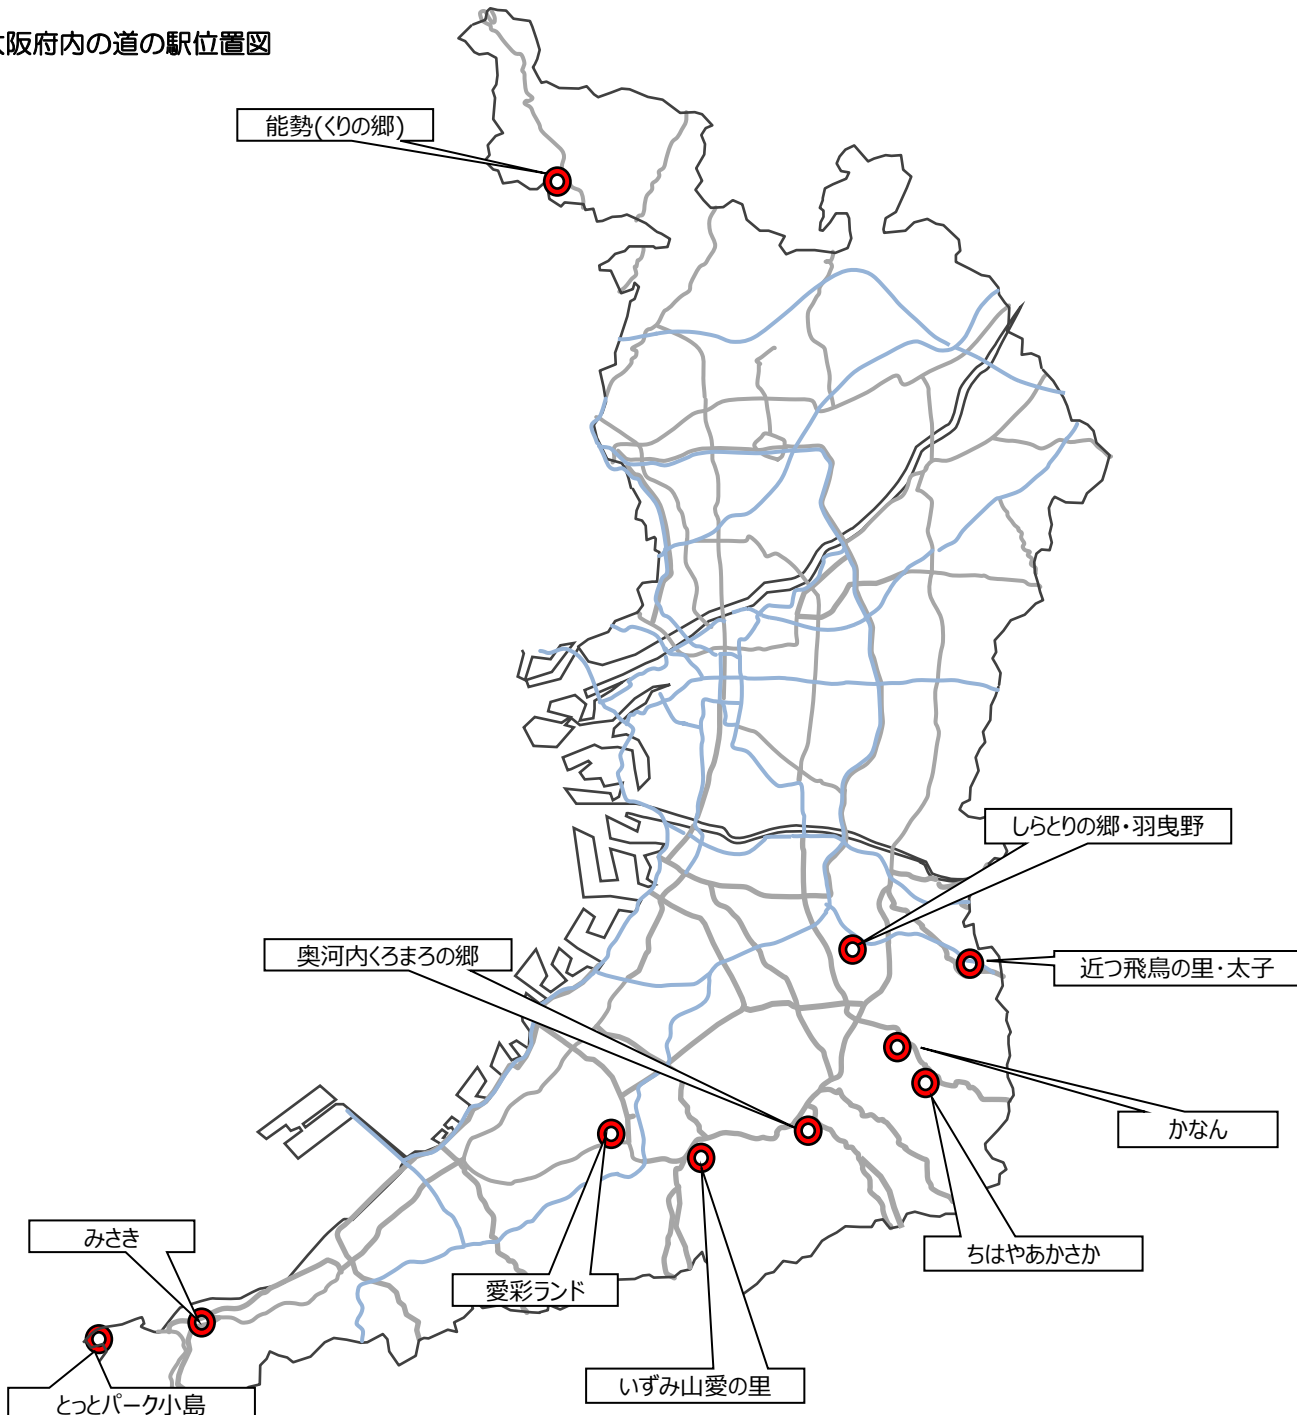 阪府内の道の駅位置図
能勢(くりの郷)
しらとりの郷・羽曳野
奥河内くろまろの郷
近つ飛鳥の里・太子
かなん
みさき
ちはやあかさか
愛彩ランド
いずみ山愛の里
とっとパーク小島